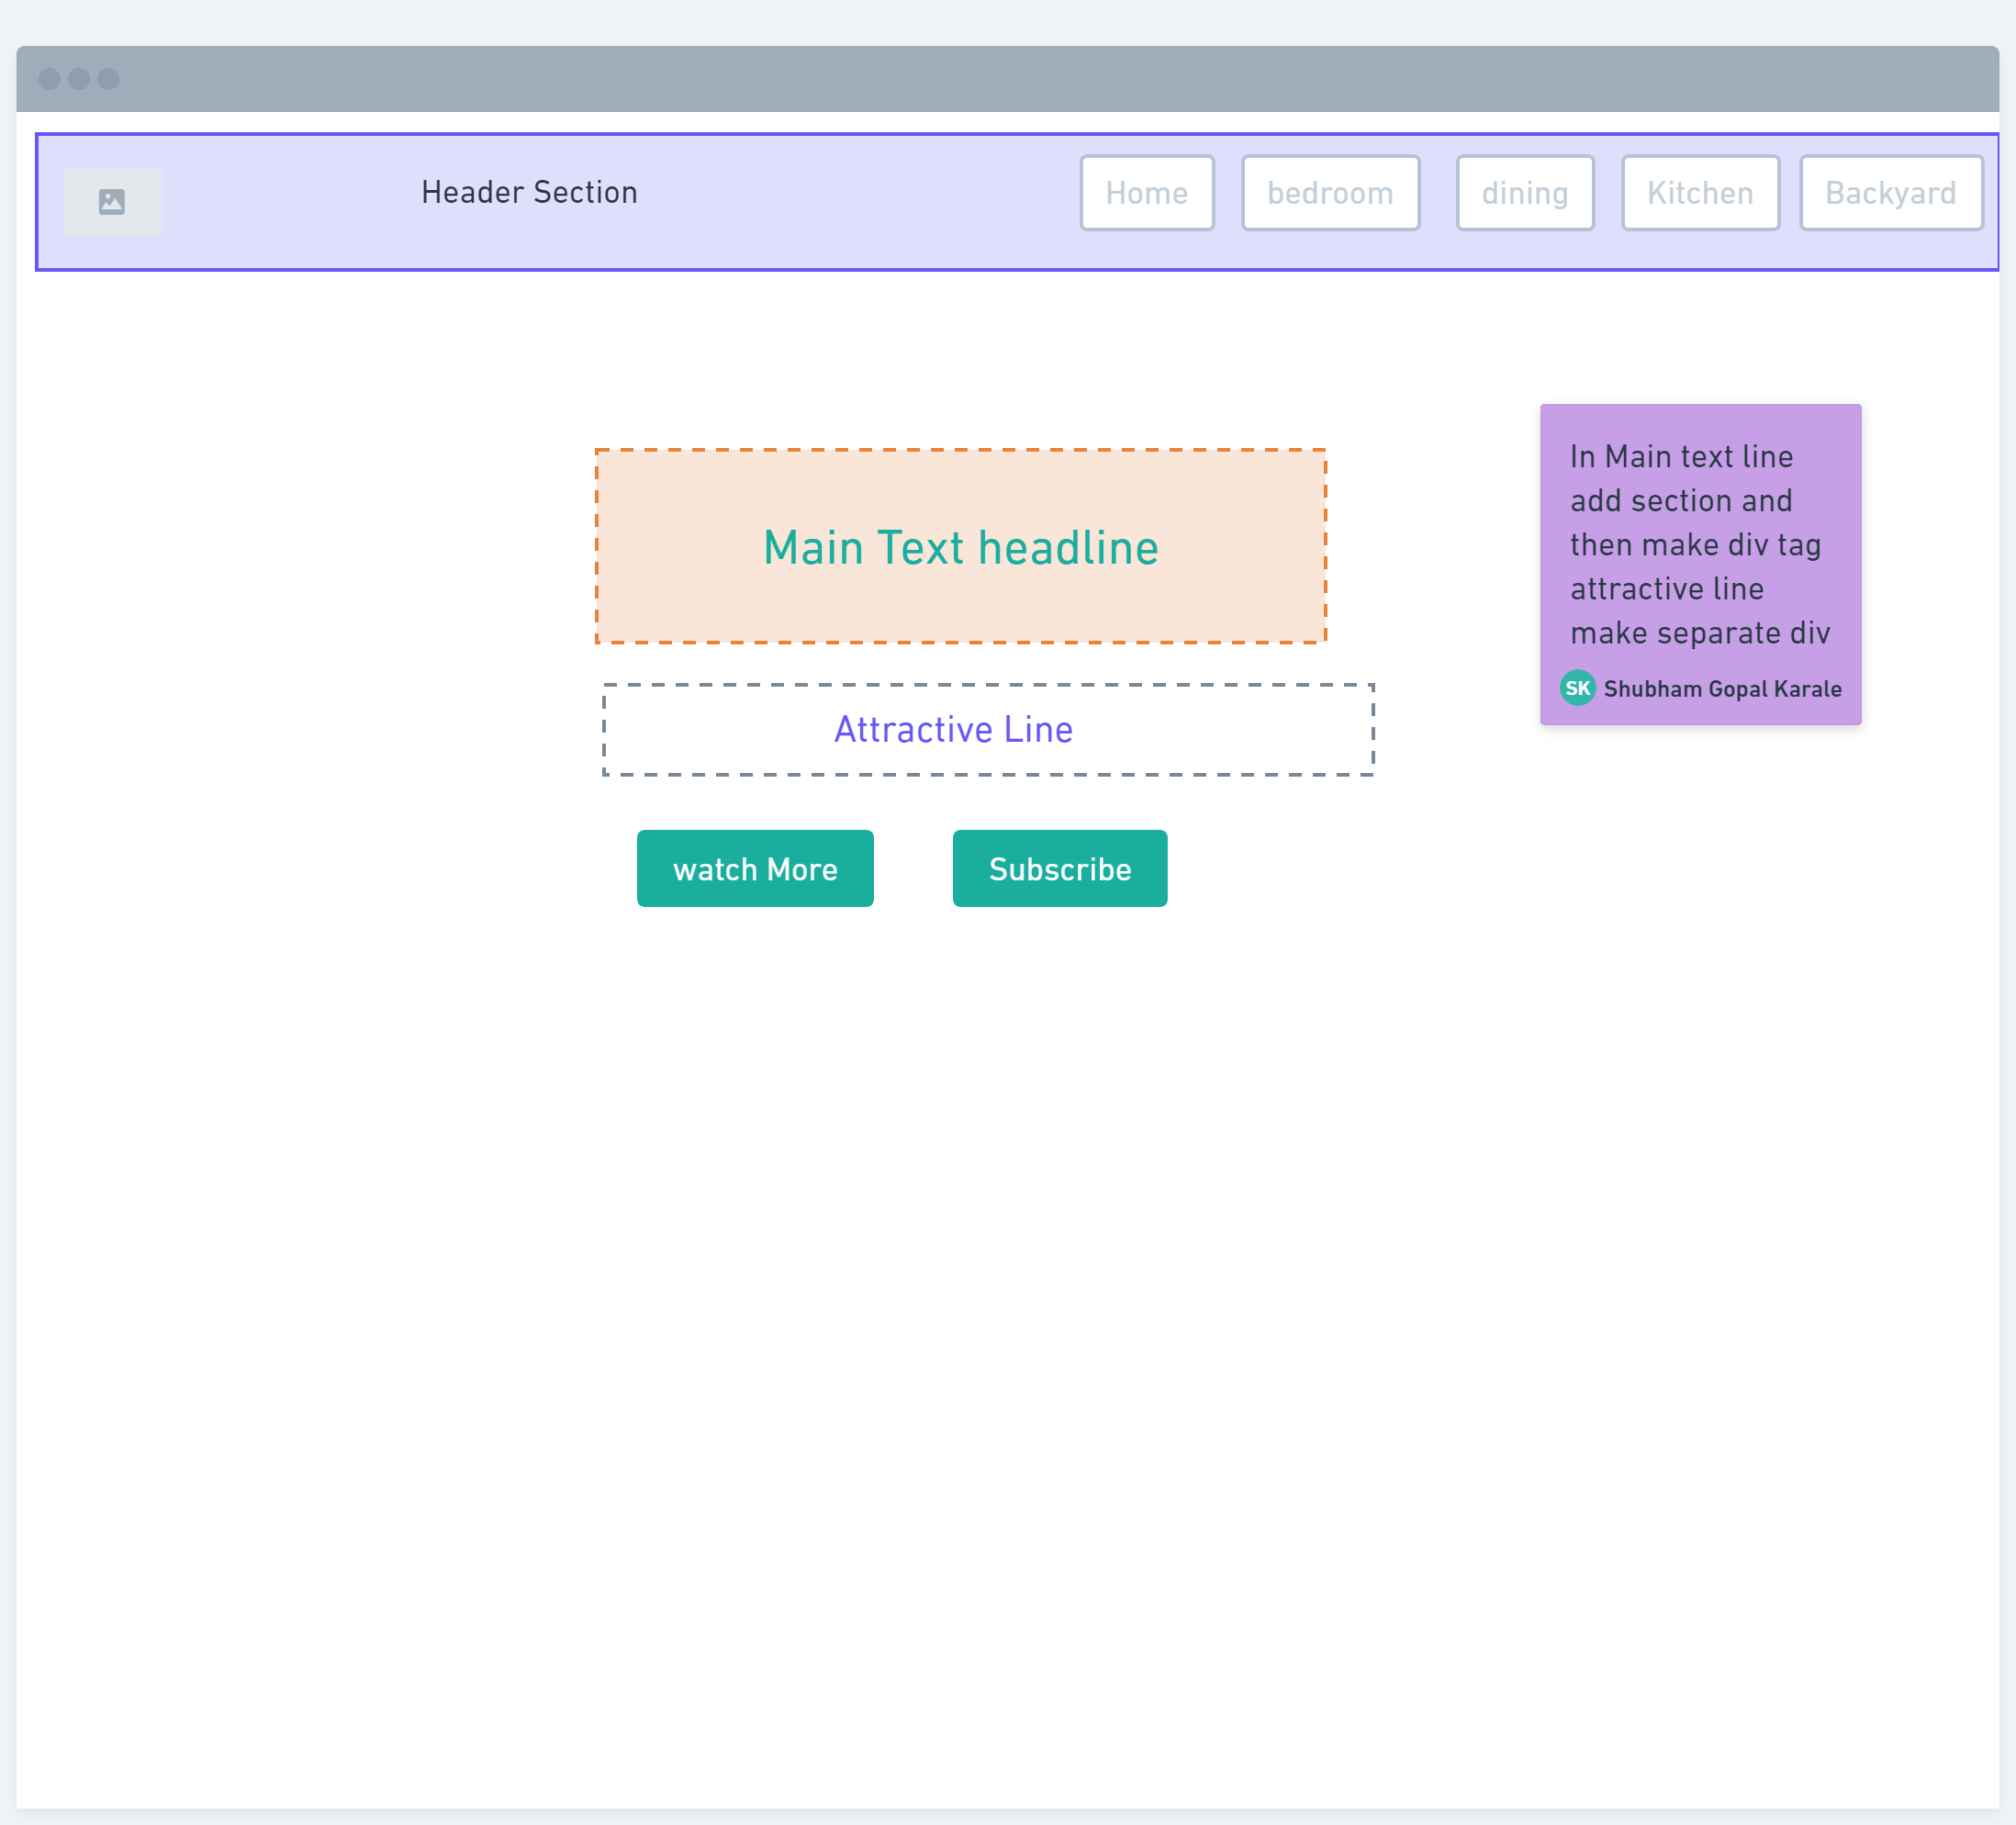 Header Section
Home
bedroom
dining
Kitchen
Backyard
Main Text headline
Attractive Line
watch More
Subscribe
In Main text line
add section and
then make div tag
attractive line
make separate div
SK
Shubham Gopal Karale